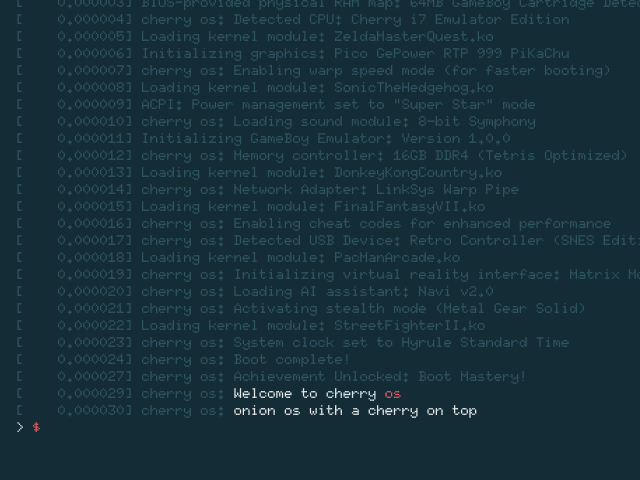 [    0.000003] BIOS-provided physical RAM map: 64MB GameBoy Cartridge
[    0.000004] cherry os: Detected CPU: Cherry i7 Emulator Edition
[    0.000005] Loading kernel module: ZeldaMasterQuest.ko
[    0.000006] Initializing graphics: Pico GePower RTP 999 PiKaChu
[    0.000007] cherry os: Enabling warp speed mode (for faster booting)
[    0.000008] Loading kernel module: SonicTheHedgehog.ko
[    0.000009] ACPI: Power management set to "Super Star" mode
[    0.000010] cherry os: Loading sound module: 8-bit Symphony
[    0.000011] Initializing GameBoy Emulator: Version 1.0.0
[    0.000012] cherry os: Memory controller: 16GB DDR4 (Tetris Optimized)
[    0.000013] Loading kernel module: DonkeyKongCountry.ko
[    0.000014] cherry os: Network Adapter: LinkSys Warp Pipe
[    0.000015] Loading kernel module: FinalFantasyVII.ko
[    0.000016] cherry os: Enabling cheat codes for enhanced performance
[    0.000017] cherry os: Detected USB Device: Retro Controller (SNES Edit
[    0.000018] Loading kernel module: PacManArcade.ko
[    0.000019] cherry os: Initializing virtual reality interface: Matrix Mo
[    0.000020] cherry os: Loading AI assistant: Navi v2.0
[    0.000021] cherry os: Activating stealth mode (Metal Gear Solid)
[    0.000022] Loading kernel module: StreetFighterII.ko
[    0.000023] cherry os: System clock set to Hyrule Standard Time
[    0.000024] cherry os: Boot complete!
[    0.000027] cherry os: Achievement Unlocked: Boot Mastery!
[    0.000029] cherry os: Welcome to cherry os
[    0.000030] cherry os: onion os with a cherry on top
> $